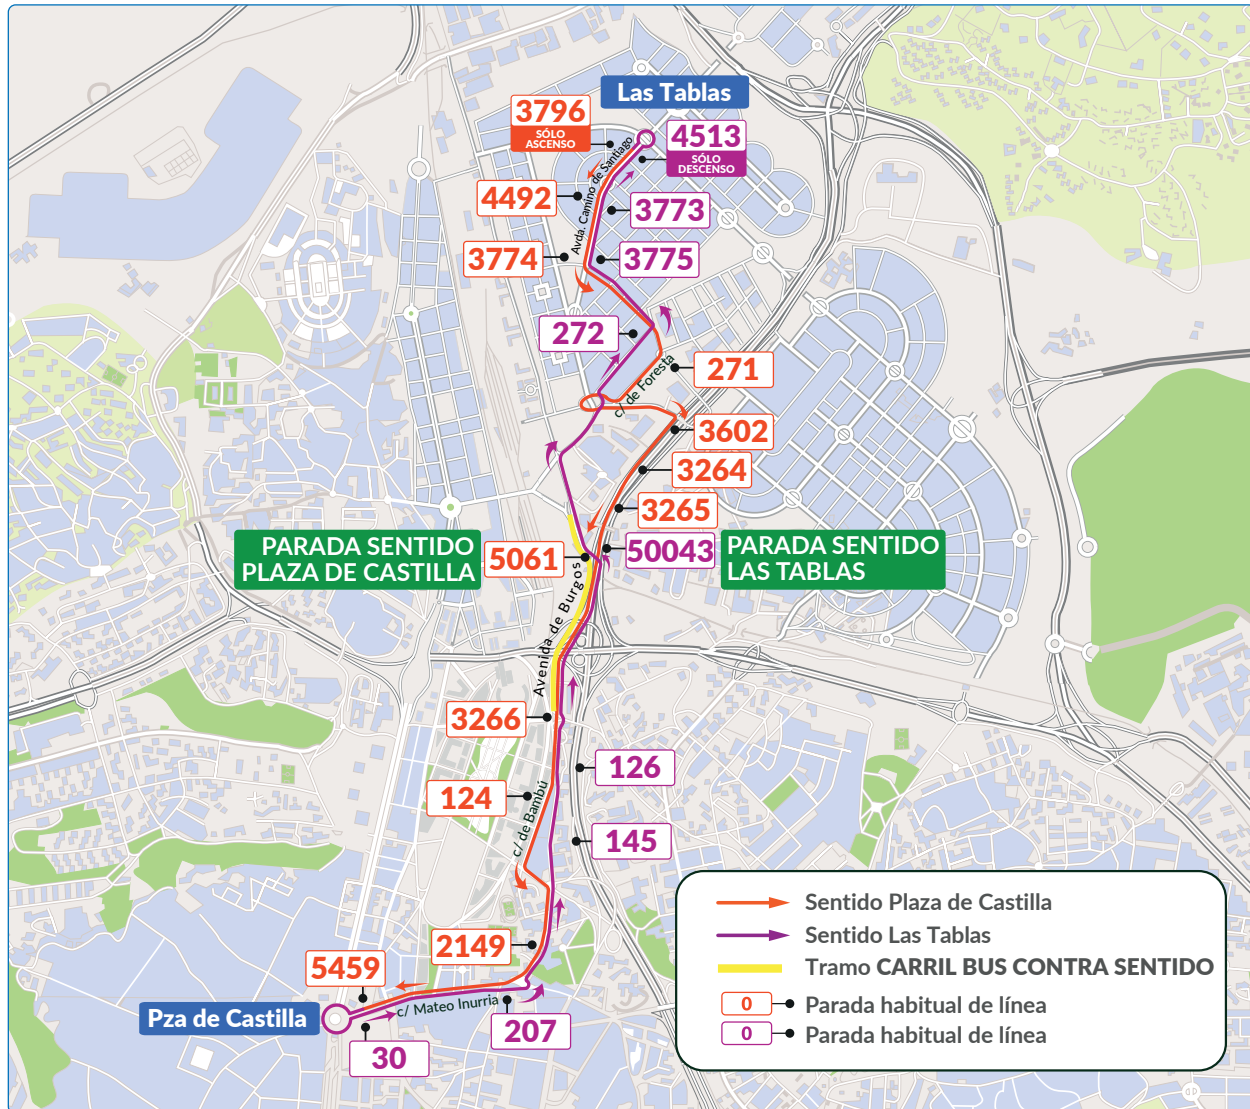 Las Tablas
3796
SÓLO
ASCENSO
4513
SÓLO
DESCENSO
Avda. Camino de Santiago
4492
3773
3774
3775
272
271
c/ de Foresta
3602
3264
3265
PARADA SENTIDO
PLAZA DE CASTILLA
5061
50043
PARADA SENTIDO
LAS TABLAS
Avenida de Burgos
3266
126
124
c/ de Bambú
145
2149
5459
Pza de Castilla
c/ Mateo Inurria
207
30
Sentido Plaza de Castilla
Sentido Las Tablas
Tramo CARRIL BUS CONTRA SENTIDO
0 Parada habitual de línea
0 Parada habitual de línea